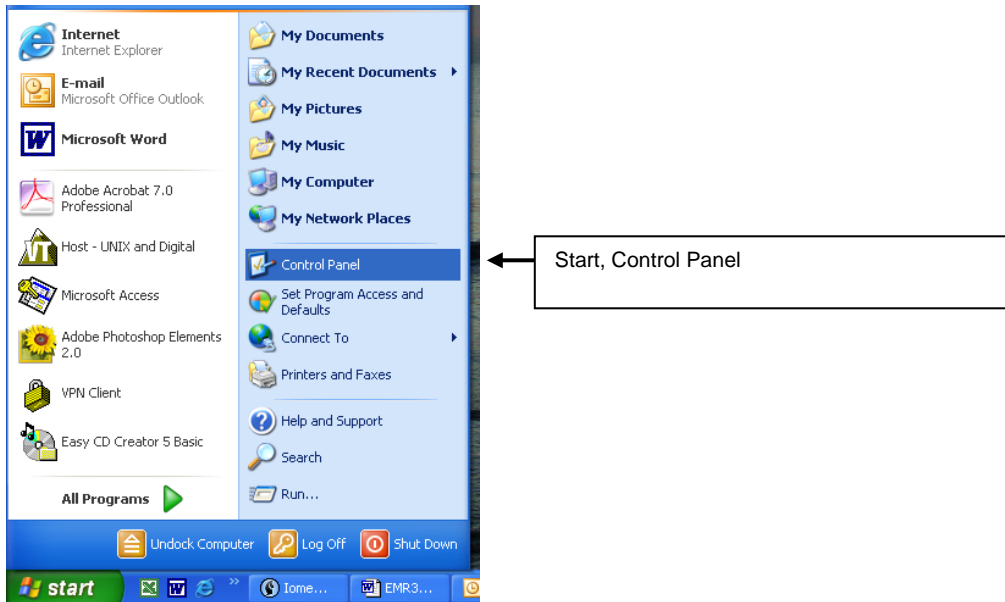 Internet
Internet Explorer
E-mail
Microsoft Office Outlook
Microsoft Word
Adobe Acrobat 7.0
Professional
Host - UNIX and Digital
Microsoft Access
Adobe Photoshop Elements
2.0
VPN Client
Easy CD Creator 5 Basic
All Programs
My Documents
My Recent Documents
My Pictures
My Music
My Computer
My Network Places
Control Panel
Set Program Access and
Defaults
Connect To
Printers and Faxes
Help and Support
Search
Run...
Undock Computer
Log Off
Shut Down
start
Iome...
EMR3...
Start, Control Panel